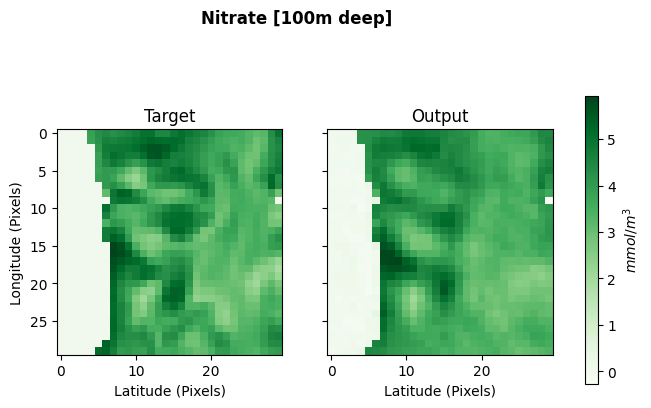 Nitrate [100m deep]
Target
Output
0
5
10
15
20
25
Longitude (Pixels)
0
10
20
Latitude (Pixels)
0
10
20
Latitude (Pixels)
5
4
3
2
1
0
mmol/m³